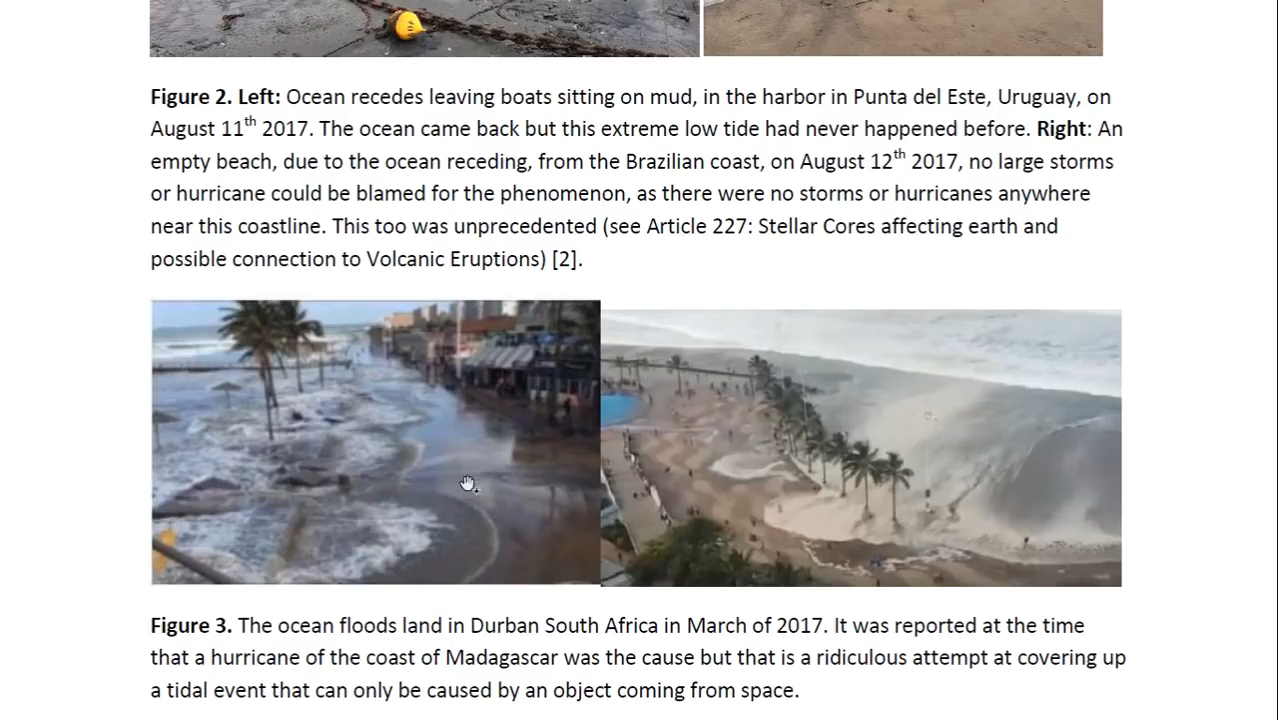 Figure 2. Left: Ocean recedes leaving boats sitting on mud, in the harbor in Punta del Este, Uruguay, on
August 11th 2017. The ocean came back but this extreme low tide had never happened before. Right: An
empty beach, due to the ocean receding, from the Brazilian coast, on August 12th 2017, no large storms
or hurricane could be blamed for the phenomenon, as there were no storms or hurricanes anywhere
near this coastline. This too was unprecedented (see Article 227: Stellar Cores affecting earth and
possible connection to Volcanic Eruptions) [2].
Figure 3. The ocean floods land in Durban South Africa in March of 2017. It was reported at the time
that a hurricane of the coast of Madagascar was the cause but that is a ridiculous attempt at covering up
a tidal event that can only be caused by an object coming from space.